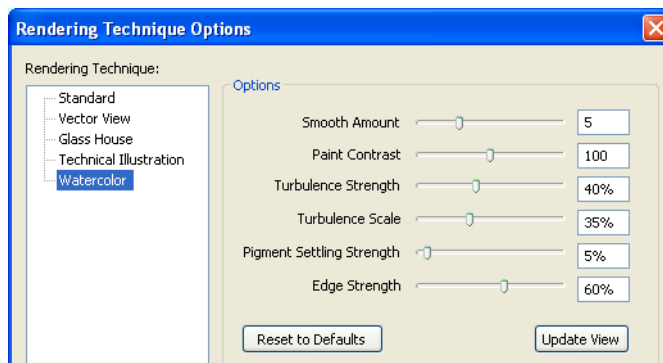 Rendering Technique Options
Rendering Technique:
Standard
Vector View
Glass House
Technical Illustration
Watercolor
Options
Smooth Amount 5
Paint Contrast 100
Turbulence Strength 40%
Turbulence Scale 35%
Pigment Settling Strength 5%
Edge Strength 60%
Reset to Defaults Update View